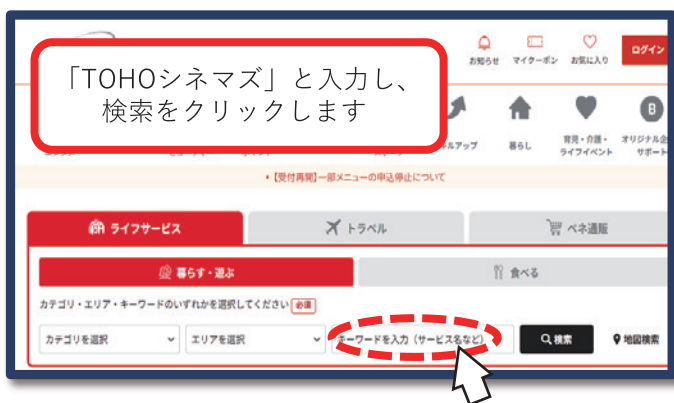 「TOHOシネマズ」と入力し、
検索をクリックします
お知らせ マイクーポン お気に入り ログイン
暮らし 育児・介護・ オリジナル企
ライフイベント サポート
•【受付再開】一部メニューの申込停止について
ライフサービス トラベル ベネ通販
暮らす・遊ぶ 食べる
カテゴリ・エリア・キーワードのいずれかを選択してください 必須
カテゴリを選択 エリアを選択 キーワードを入力（サービス名など） 検索 地図検索